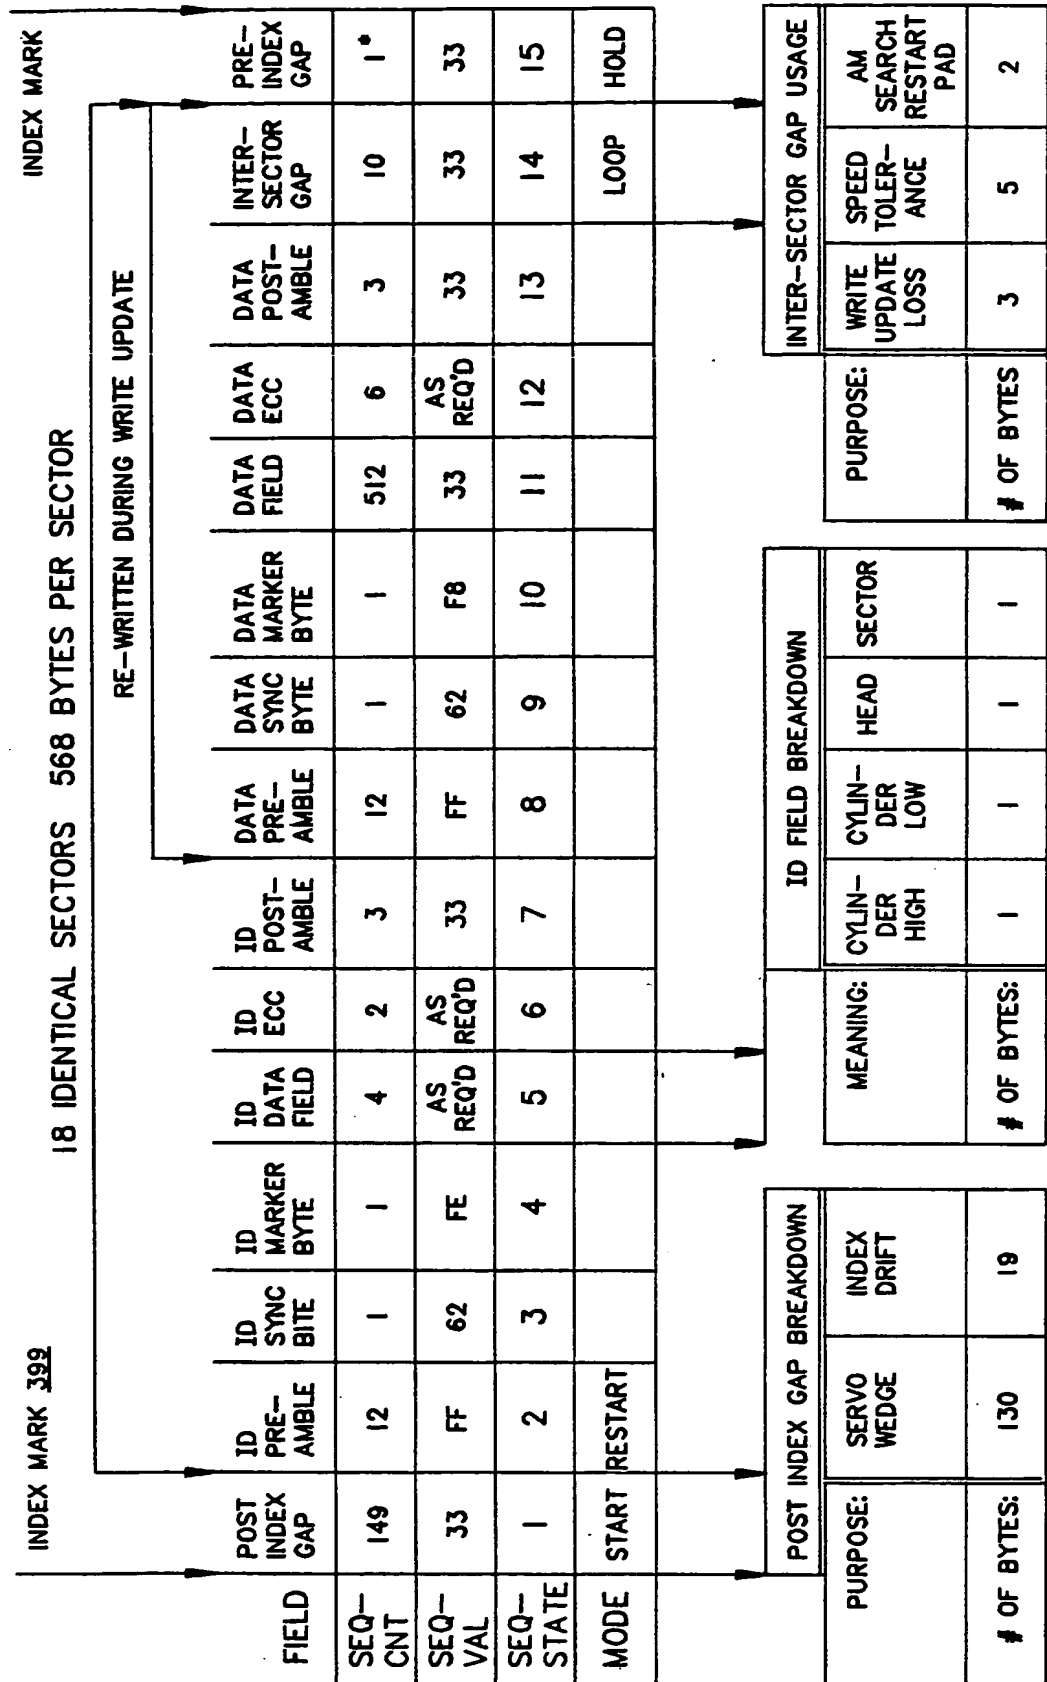 INDEX MARK 399
INDEX MARK
18 IDENTICAL SECTORS 568 BYTES PER SECTOR
RE-WRITTEN DURING WRITE UPDATE
FIELD
POST
INDEX
GAP
ID
PRE-
AMBLE
ID
SYNC
BITE
ID
MARKER
BYTE
ID
DATA
FIELD
ID
ECC
ID
POST-
AMBLE
DATA
PRE-
AMBLE
DATA
SYNC
BYTE
DATA
MARKER
BYTE
DATA
FIELD
DATA
ECC
DATA
POST-
AMBLE
INTER-
SECTOR
GAP
PRE-
INDEX
GAP
SEQ-
CNT
149 12 1 1 4 2 3 12 1 1 512 6 3 10 1*
SEQ-
VAL
33 FF 62 FE AS
REQ'D AS
REQ'D 33 FF 62 F8 33 AS
REQ'D 33 33 33
SEQ-
STATE
1 2 3 4 5 6 7 8 9 10 11 12 13 14 15
MODE START RESTART LOOP HOLD
POST INDEX GAP BREAKDOWN
PURPOSE:
SERVO
WEDGE
INDEX
DRIFT
# OF BYTES: 130 19
ID FIELD BREAKDOWN
MEANING:
CYLIN-
DER
HIGH
CYLIN-
DER
LOW
HEAD
SECTOR
# OF BYTES: 1 1 1 1
INTER-SECTOR GAP USAGE
PURPOSE:
WRITE
UPDATE
LOSS
SPEED
TOLER-
ANCE
AM
SEARCH
RESTART
PAD
# OF BYTES 3 5 2